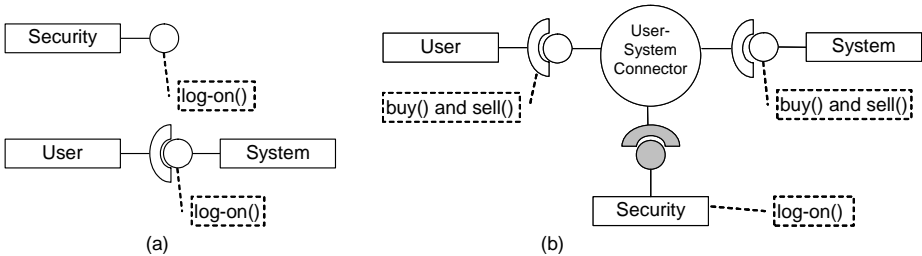 Security
log-on()
User
System
log-on()
(a)
User
User-
System
Connector
System
buy() and sell()
buy() and sell()
Security
log-on()
(b)